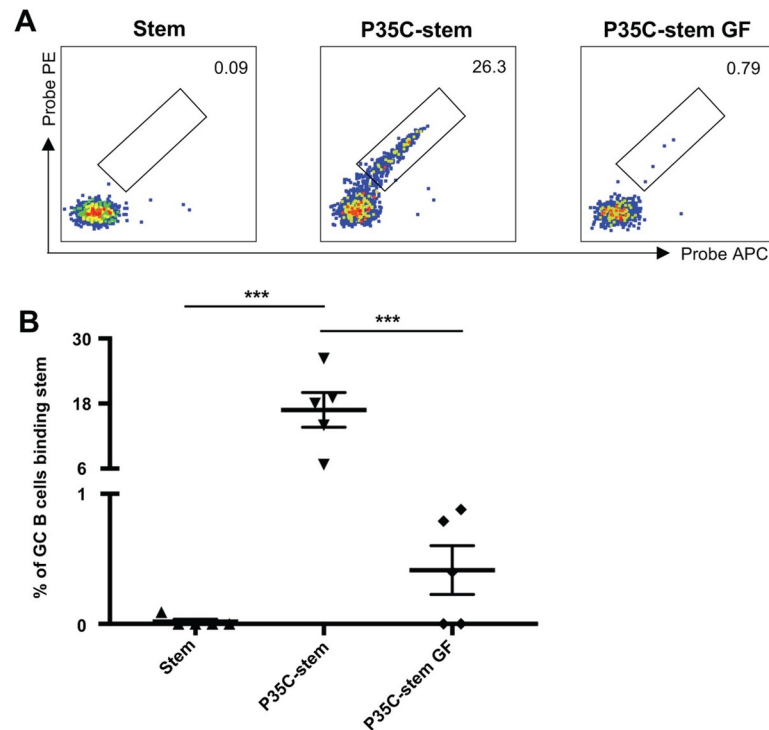 A
Stem
P35C-stem
P35C-stem GF
Probe PE
0.09
26.3
0.79
Probe APC
B
***
***
% of GC B cells binding stem
30
18
6
1
0
Stem
P35C-stem
P35C-stem GF